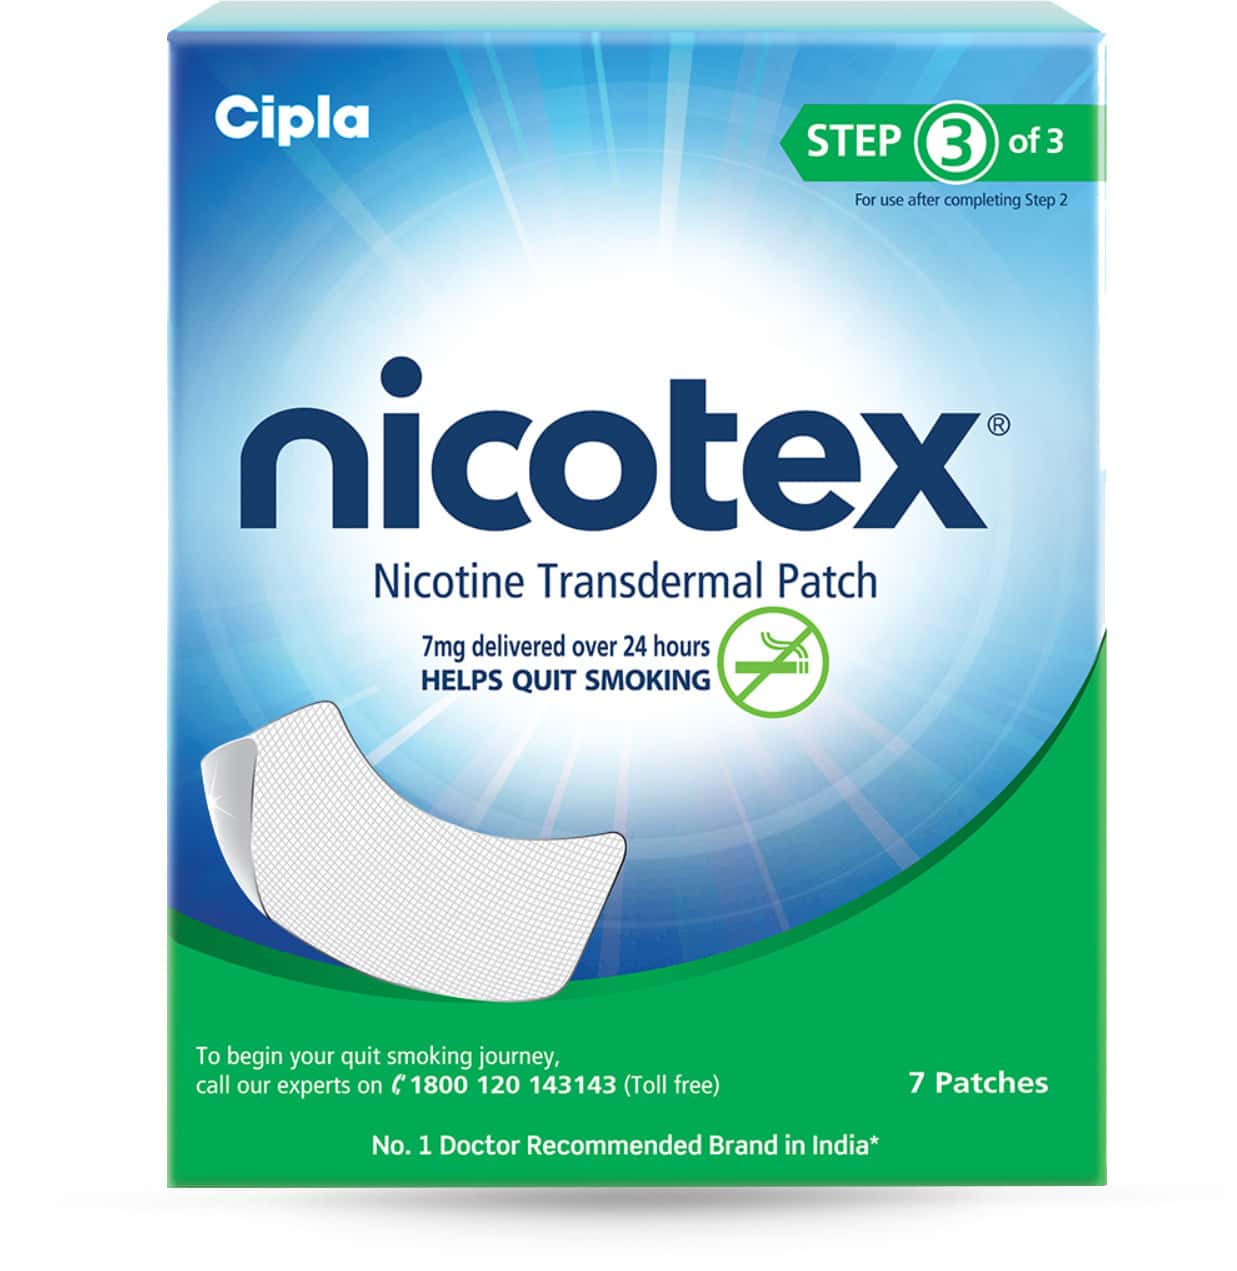 Cipla
STEP 3 of 3
For use after completing Step 2
nicotex®
Nicotine Transdermal Patch
7mg delivered over 24 hours
HELPS QUIT SMOKING
To begin your quit smoking journey,
call our experts on 1800 120 143143 (Toll free)
7 Patches
No. 1 Doctor Recommended Brand in India*